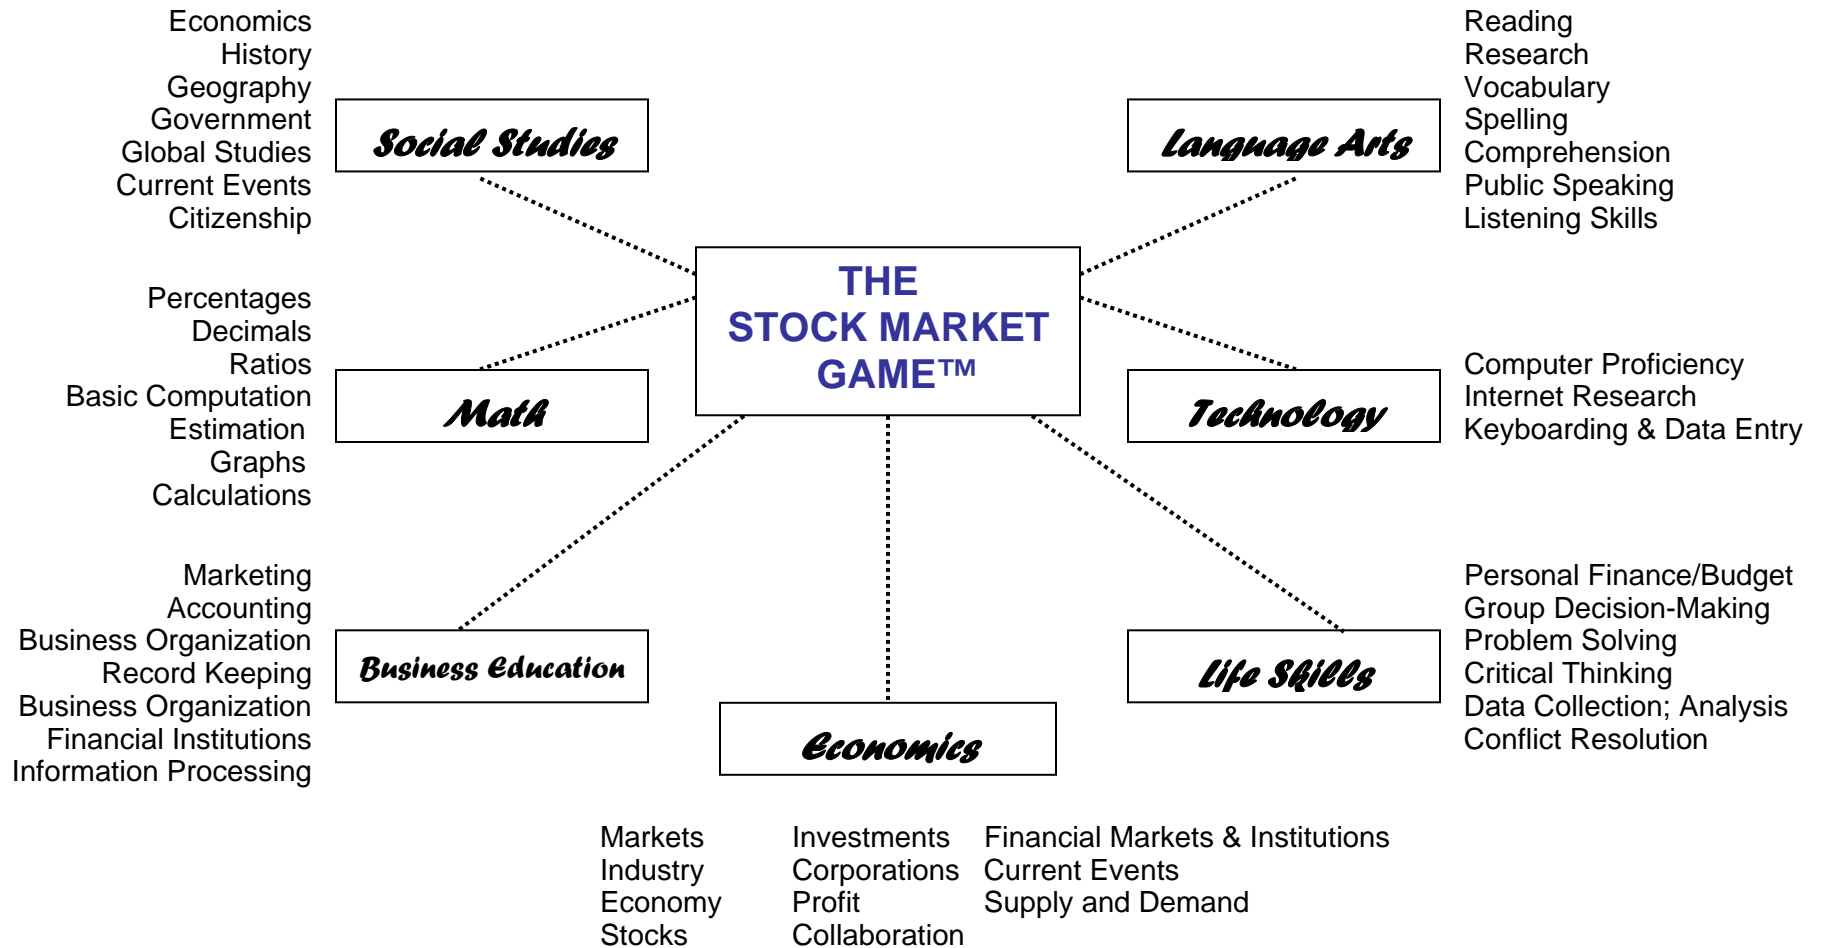 Economics
History
Geography
Government
Global Studies
Current Events
Citizenship
Social Studies
Language Arts
Reading
Research
Vocabulary
Spelling
Comprehension
Public Speaking
Listening Skills
THE
STOCK MARKET
GAME™
Percentages
Decimals
Ratios
Basic Computation
Estimation
Graphs
Calculations
Math
Technology
Computer Proficiency
Internet Research
Keyboarding & Data Entry
Marketing
Accounting
Business Organization
Record Keeping
Business Organization
Financial Institutions
Information Processing
Business Education
Economics
Life Skills
Personal Finance/Budget
Group Decision-Making
Problem Solving
Critical Thinking
Data Collection; Analysis
Conflict Resolution
Markets
Industry
Economy
Stocks
Investments
Corporations
Profit
Collaboration
Financial Markets & Institutions
Current Events
Supply and Demand